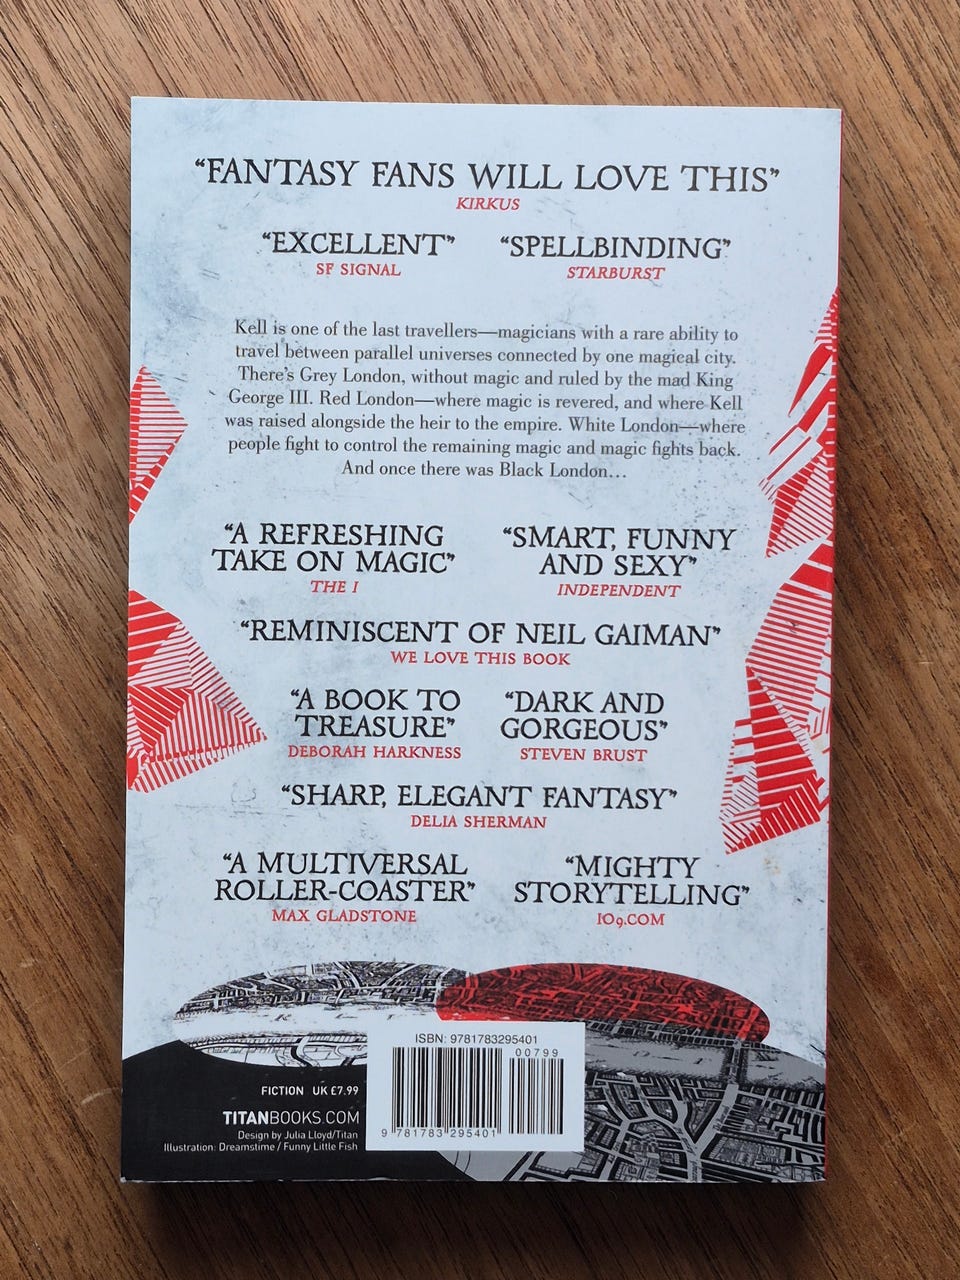 “FANTASY FANS WILL LOVE THIS”
KIRKUS
“EXCELLENT”
SF SIGNAL
“SPELLBINDING”
STARBURST
Kell is one of the last travellers—magicians with a rare ability to
travel between parallel universes connected by one magical city.
There’s Grey London, without magic and ruled by the mad King
George III. Red London—where magic is revered, and where Kell
was raised alongside the heir to the empire. White London—where
people fight to control the remaining magic and magic fights back.
And once there was Black London…
“A REFRESHING
TAKE ON MAGIC”
THE I
“SMART, FUNNY
AND SEXY”
INDEPENDENT
“REMINISCENT OF NEIL GAIMAN”
WE LOVE THIS BOOK
“A BOOK TO
TREASURE”
DEBORAH HARKNESS
“DARK AND
GORGEOUS”
STEVEN BRUST
“SHARP, ELEGANT FANTASY”
DELIA SHERMAN
“A MULTIVERSAL
ROLLER-COASTER”
MAX GLADSTONE
“MIGHTY
STORYTELLING”
IO9.COM
FICTION UK £7.99
TITANBOOKS.COM
Design by Julia Lloyd/Titan
Illustration: Dreamstime / Funny Little Fish
ISBN: 9781783295401
00799
9 781783 295401